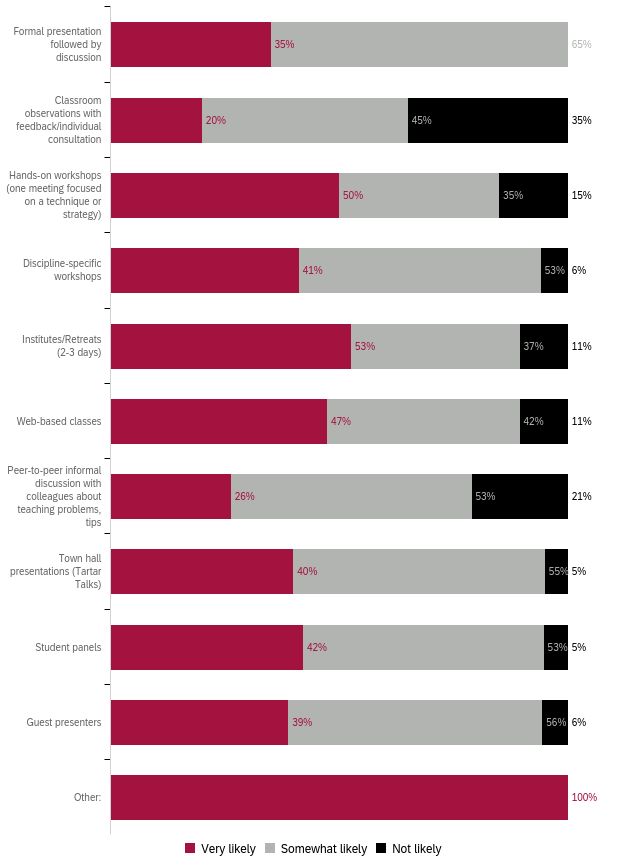 Formal presentation
followed by
discussion
35%
65%
Classroom
observations with
feedback/individual
consultation
20%
45%
35%
Hands-on workshops
(one meeting focused
on a technique or
strategy)
50%
35%
15%
Discipline-specific
workshops
41%
53%
6%
Institutes/Retreats
(2-3 days)
53%
37%
11%
Web-based classes
47%
42%
11%
Peer-to-peer informal
discussion with
colleagues about
teaching problems,
tips
26%
53%
21%
Town hall
presentations (Tartar
Talks)
40%
55%
5%
Student panels
42%
53%
5%
Guest presenters
39%
56%
6%
Other:
100%
Very likely Somewhat likely Not likely